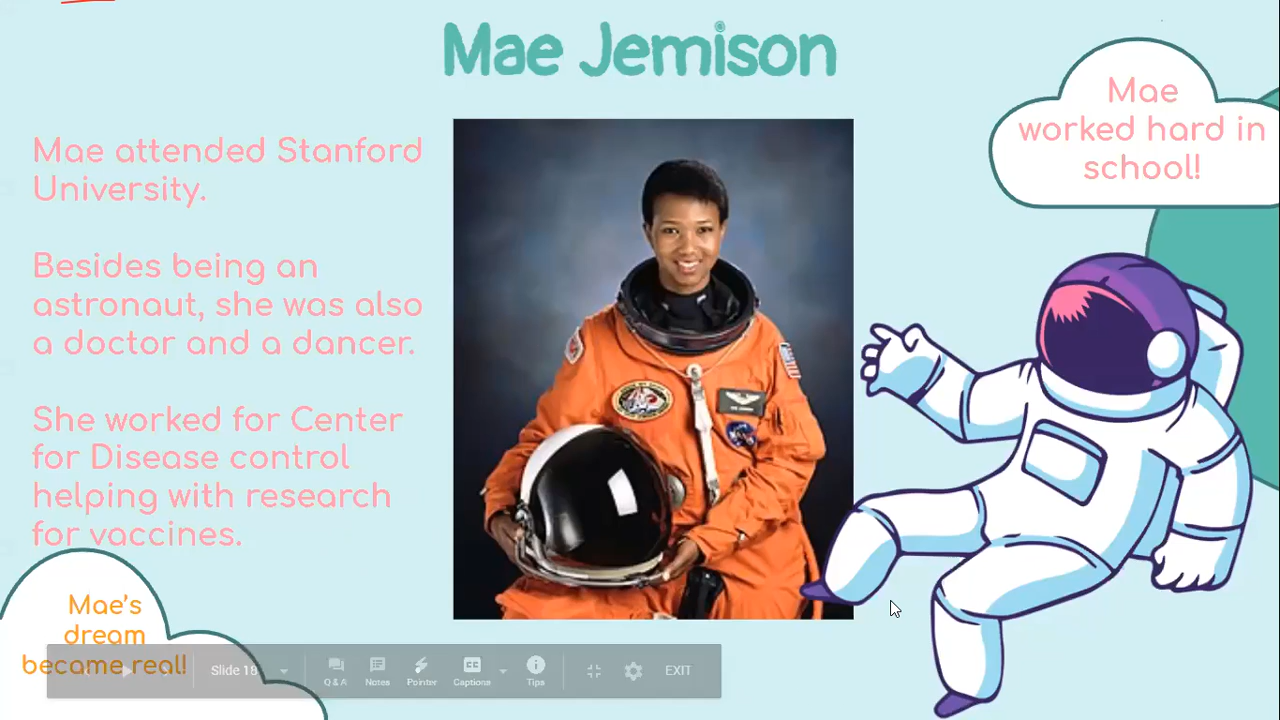 Mae Jemison
Mae attended Stanford
University.
Besides being an
astronaut, she was also
a doctor and a dancer.
She worked for Center
for Disease control
helping with research
for vaccines.
Mae
worked hard in
school!
Mae's
dream
became real!
Slide 18
Q & A
Notes
Pointer
Captions
Tips
EXIT